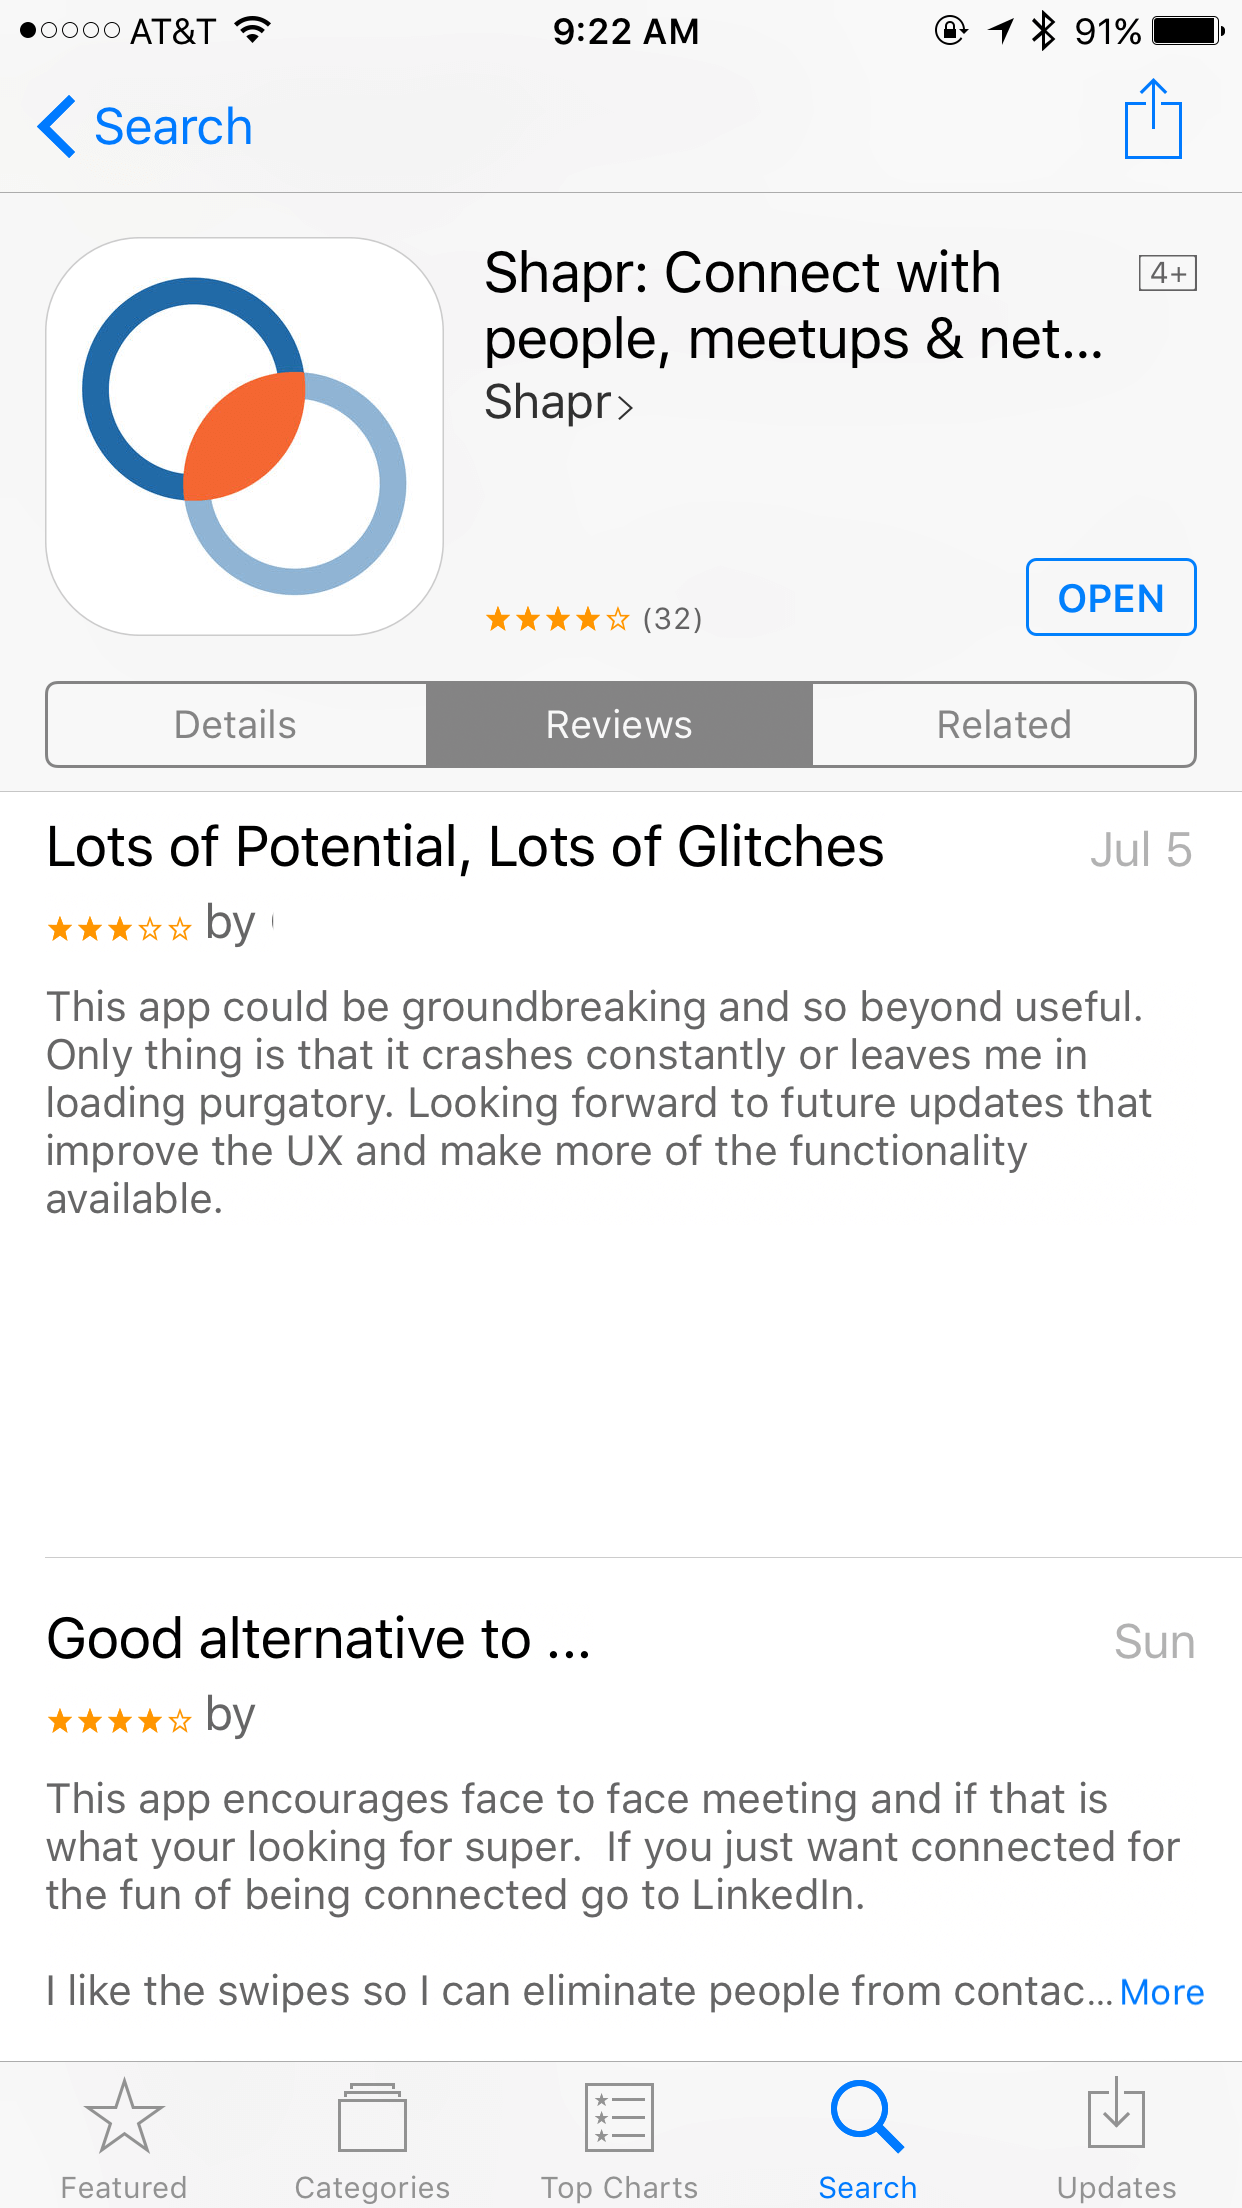 AT&T 9:22 AM 91%
Search
Shapr: Connect with
people, meetups & net...
4+
Shapr
(32)
OPEN
Details Reviews Related
Lots of Potential, Lots of Glitches Jul 5
by
This app could be groundbreaking and so beyond useful.
Only thing is that it crashes constantly or leaves me in
loading purgatory. Looking forward to future updates that
improve the UX and make more of the functionality
available.
Good alternative to ... Sun
by
This app encourages face to face meeting and if that is
what your looking for super.  If you just want connected for
the fun of being connected go to LinkedIn.
I like the swipes so I can eliminate people from contac... More
Featured Categories Top Charts Search Updates